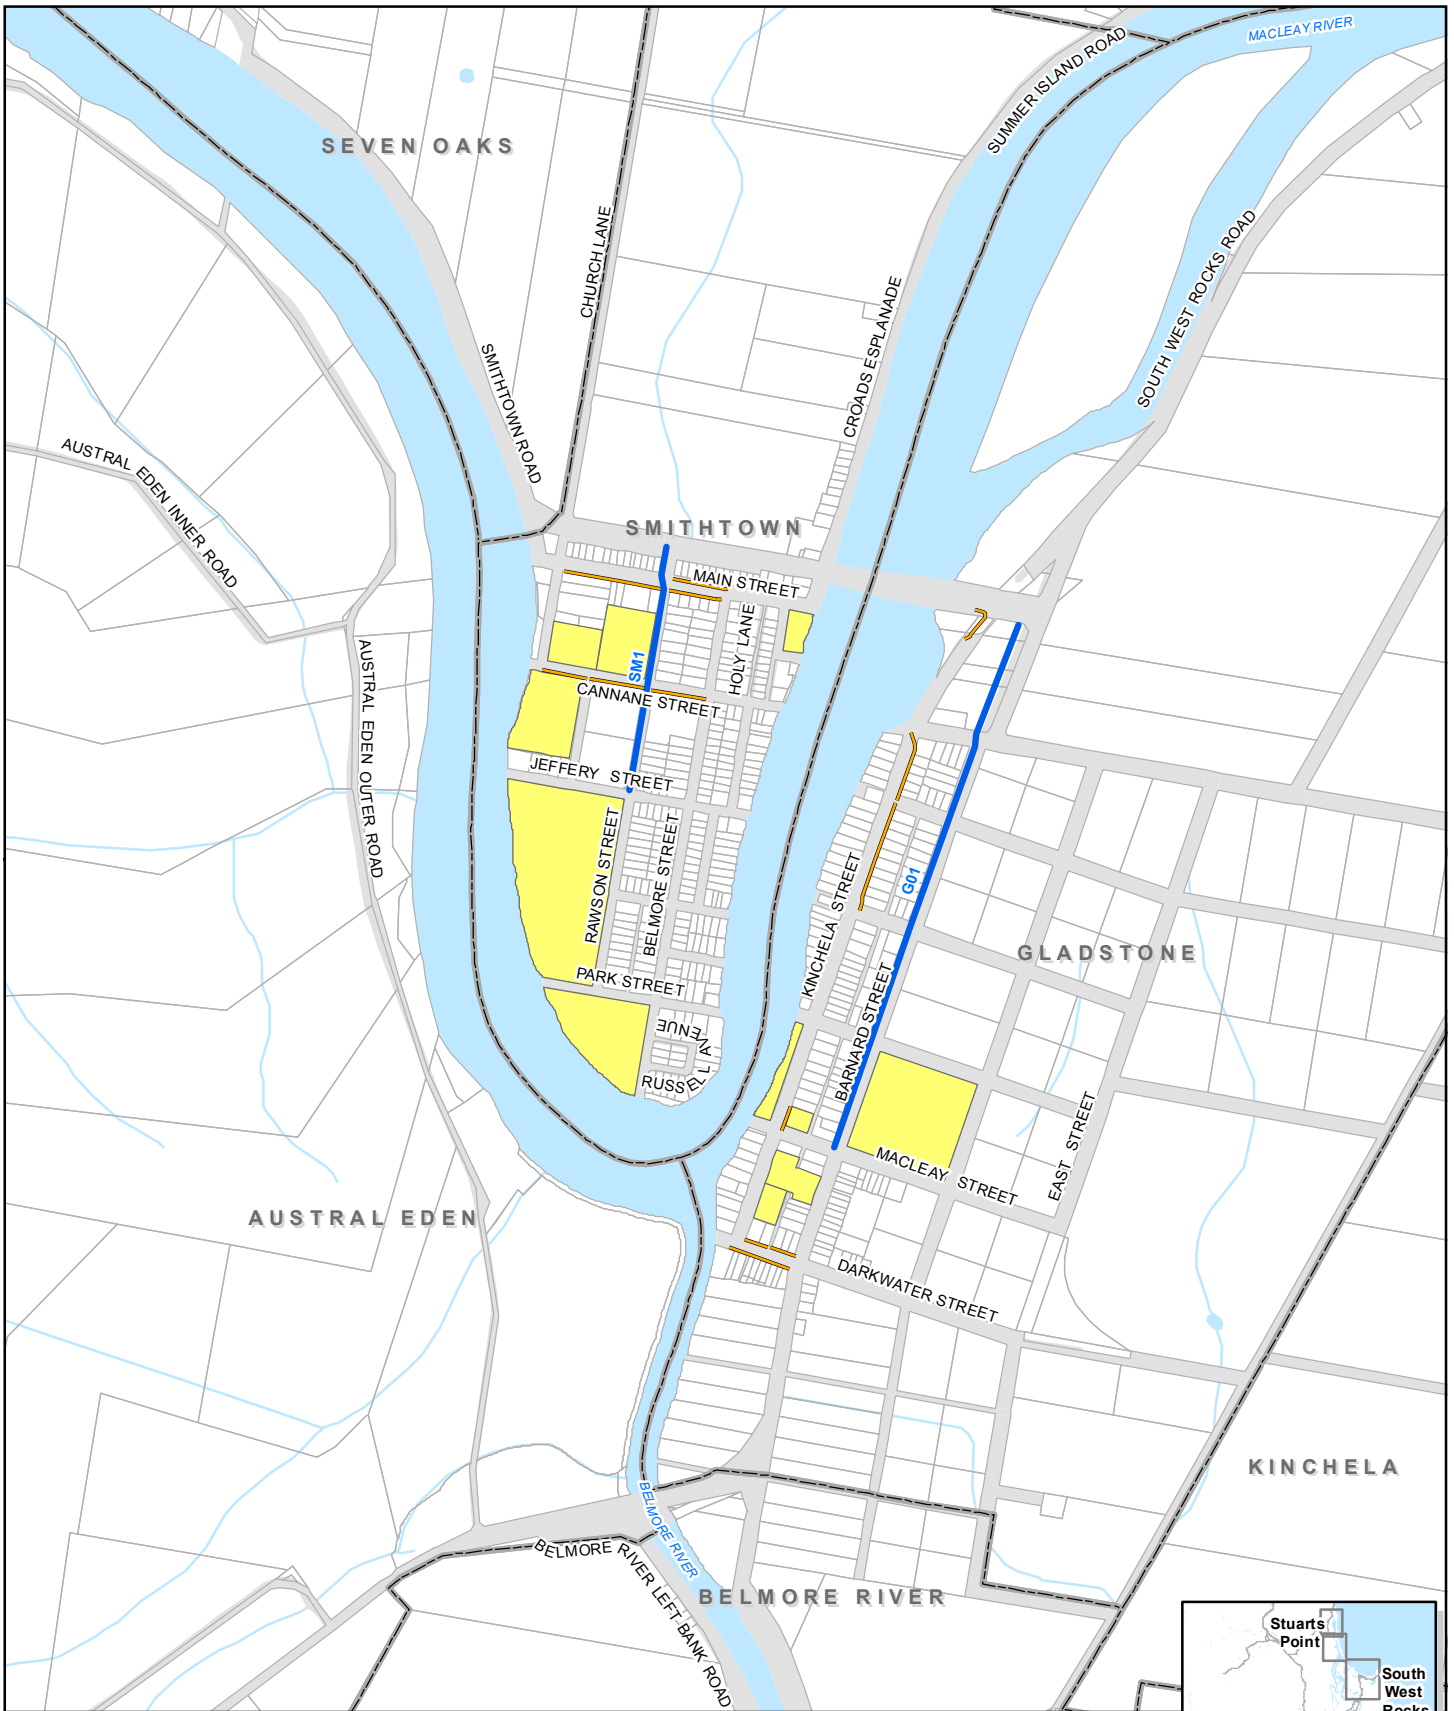 MACLEAY RIVER
SUMMER ISLAND ROAD
SEVEN OAKS
CHURCH LANE
SOUTH WEST ROCKS ROAD
CROADS ESPLANADE
SMITHTOWN ROAD
AUSTRAL EDEN INNER ROAD
SMITHTOWN
MAIN STREET
HOLY LANE
SM1
CANNANE STREET
AUSTRAL EDEN OUTER ROAD
JEFFERY STREET
RAWSON STREET
BELMORE STREET
KINCHELA STREET
G01
GLADSTONE
PARK STREET
BARNARD STREET
RUSSELL AVENUE
EAST STREET
MACLEAY STREET
AUSTRAL EDEN
DARKWATER STREET
KINCHELA
BELMORE RIVER
BELMORE RIVER LEFT BANK ROAD
BELMORE RIVER
Stuarts
Point
South
West
Rocks